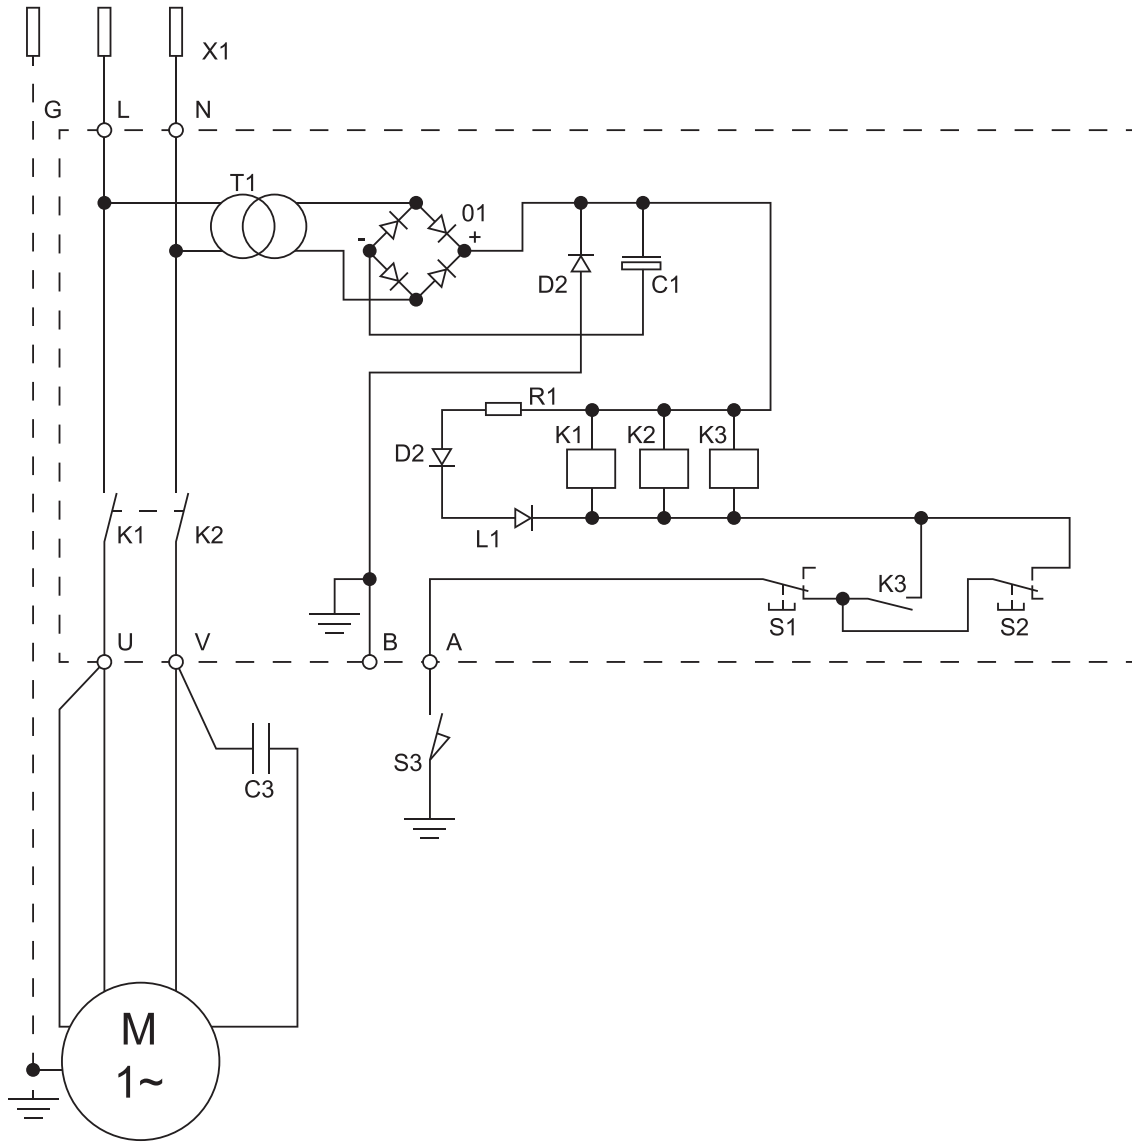 X1
G L N
T1
01
- +
D2 C1
R1
K1 K2 K3
D2
L1
K1 K2
K3
S1 S2
U V B A
S3
C3
M
1~